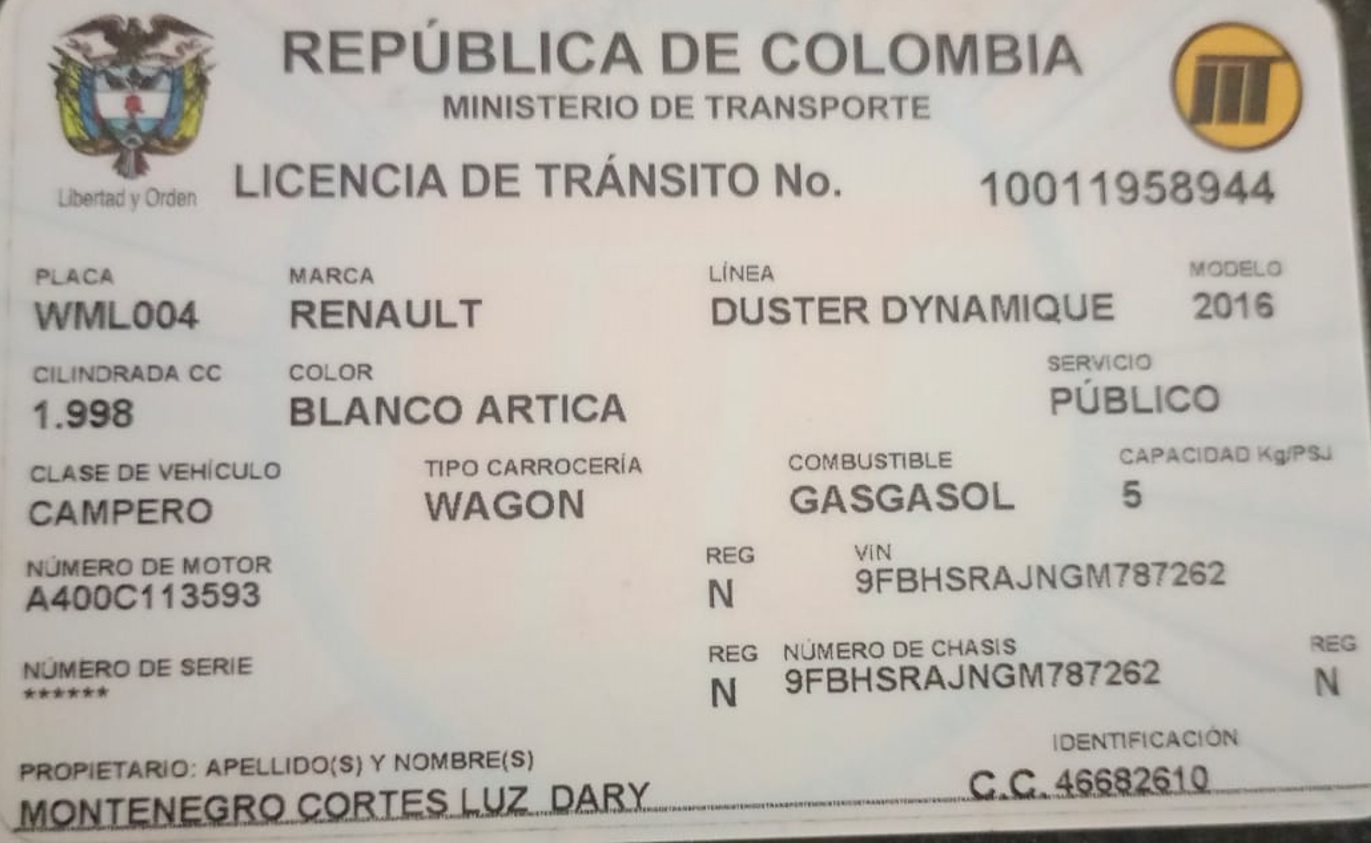 REPÚBLICA DE COLOMBIA
MINISTERIO DE TRANSPORTE
Libertad y Orden
LICENCIA DE TRÁNSITO No. 10011958944
PLACA MARCA LÍNEA MODELO
WML004 RENAULT DUSTER DYNAMIQUE 2016
CILINDRADA CC COLOR SERVICIO
1.998 BLANCO ARTICA PÚBLICO
CLASE DE VEHÍCULO TIPO CARROCERÍA COMBUSTIBLE CAPACIDAD Kg/PSJ
CAMPERO WAGON GASGASOL 5
NÚMERO DE MOTOR REG VIN
A400C113593 N 9FBHSRAJNGM787262
NÚMERO DE SERIE REG NÚMERO DE CHASIS REG
****** N 9FBHSRAJNGM787262 N
PROPIETARIO: APELLIDO(S) Y NOMBRE(S) IDENTIFICACIÓN
MONTENEGRO CORTES LUZ DARY C.C. 46682610